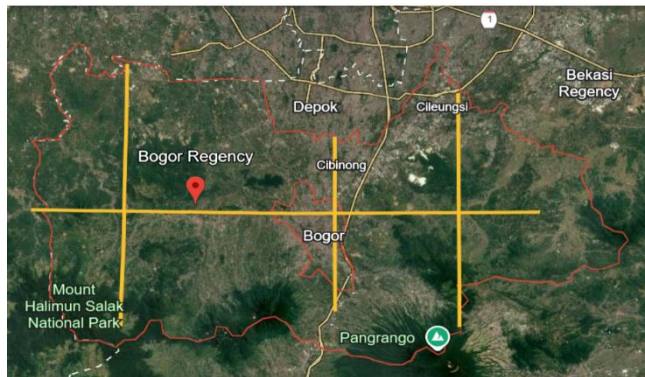 1
Bekasi
Regency
Depok
Cileungsi
Bogor Regency
Cibinong
Bogor
Mount
Halimun Salak
National Park
Pangrango